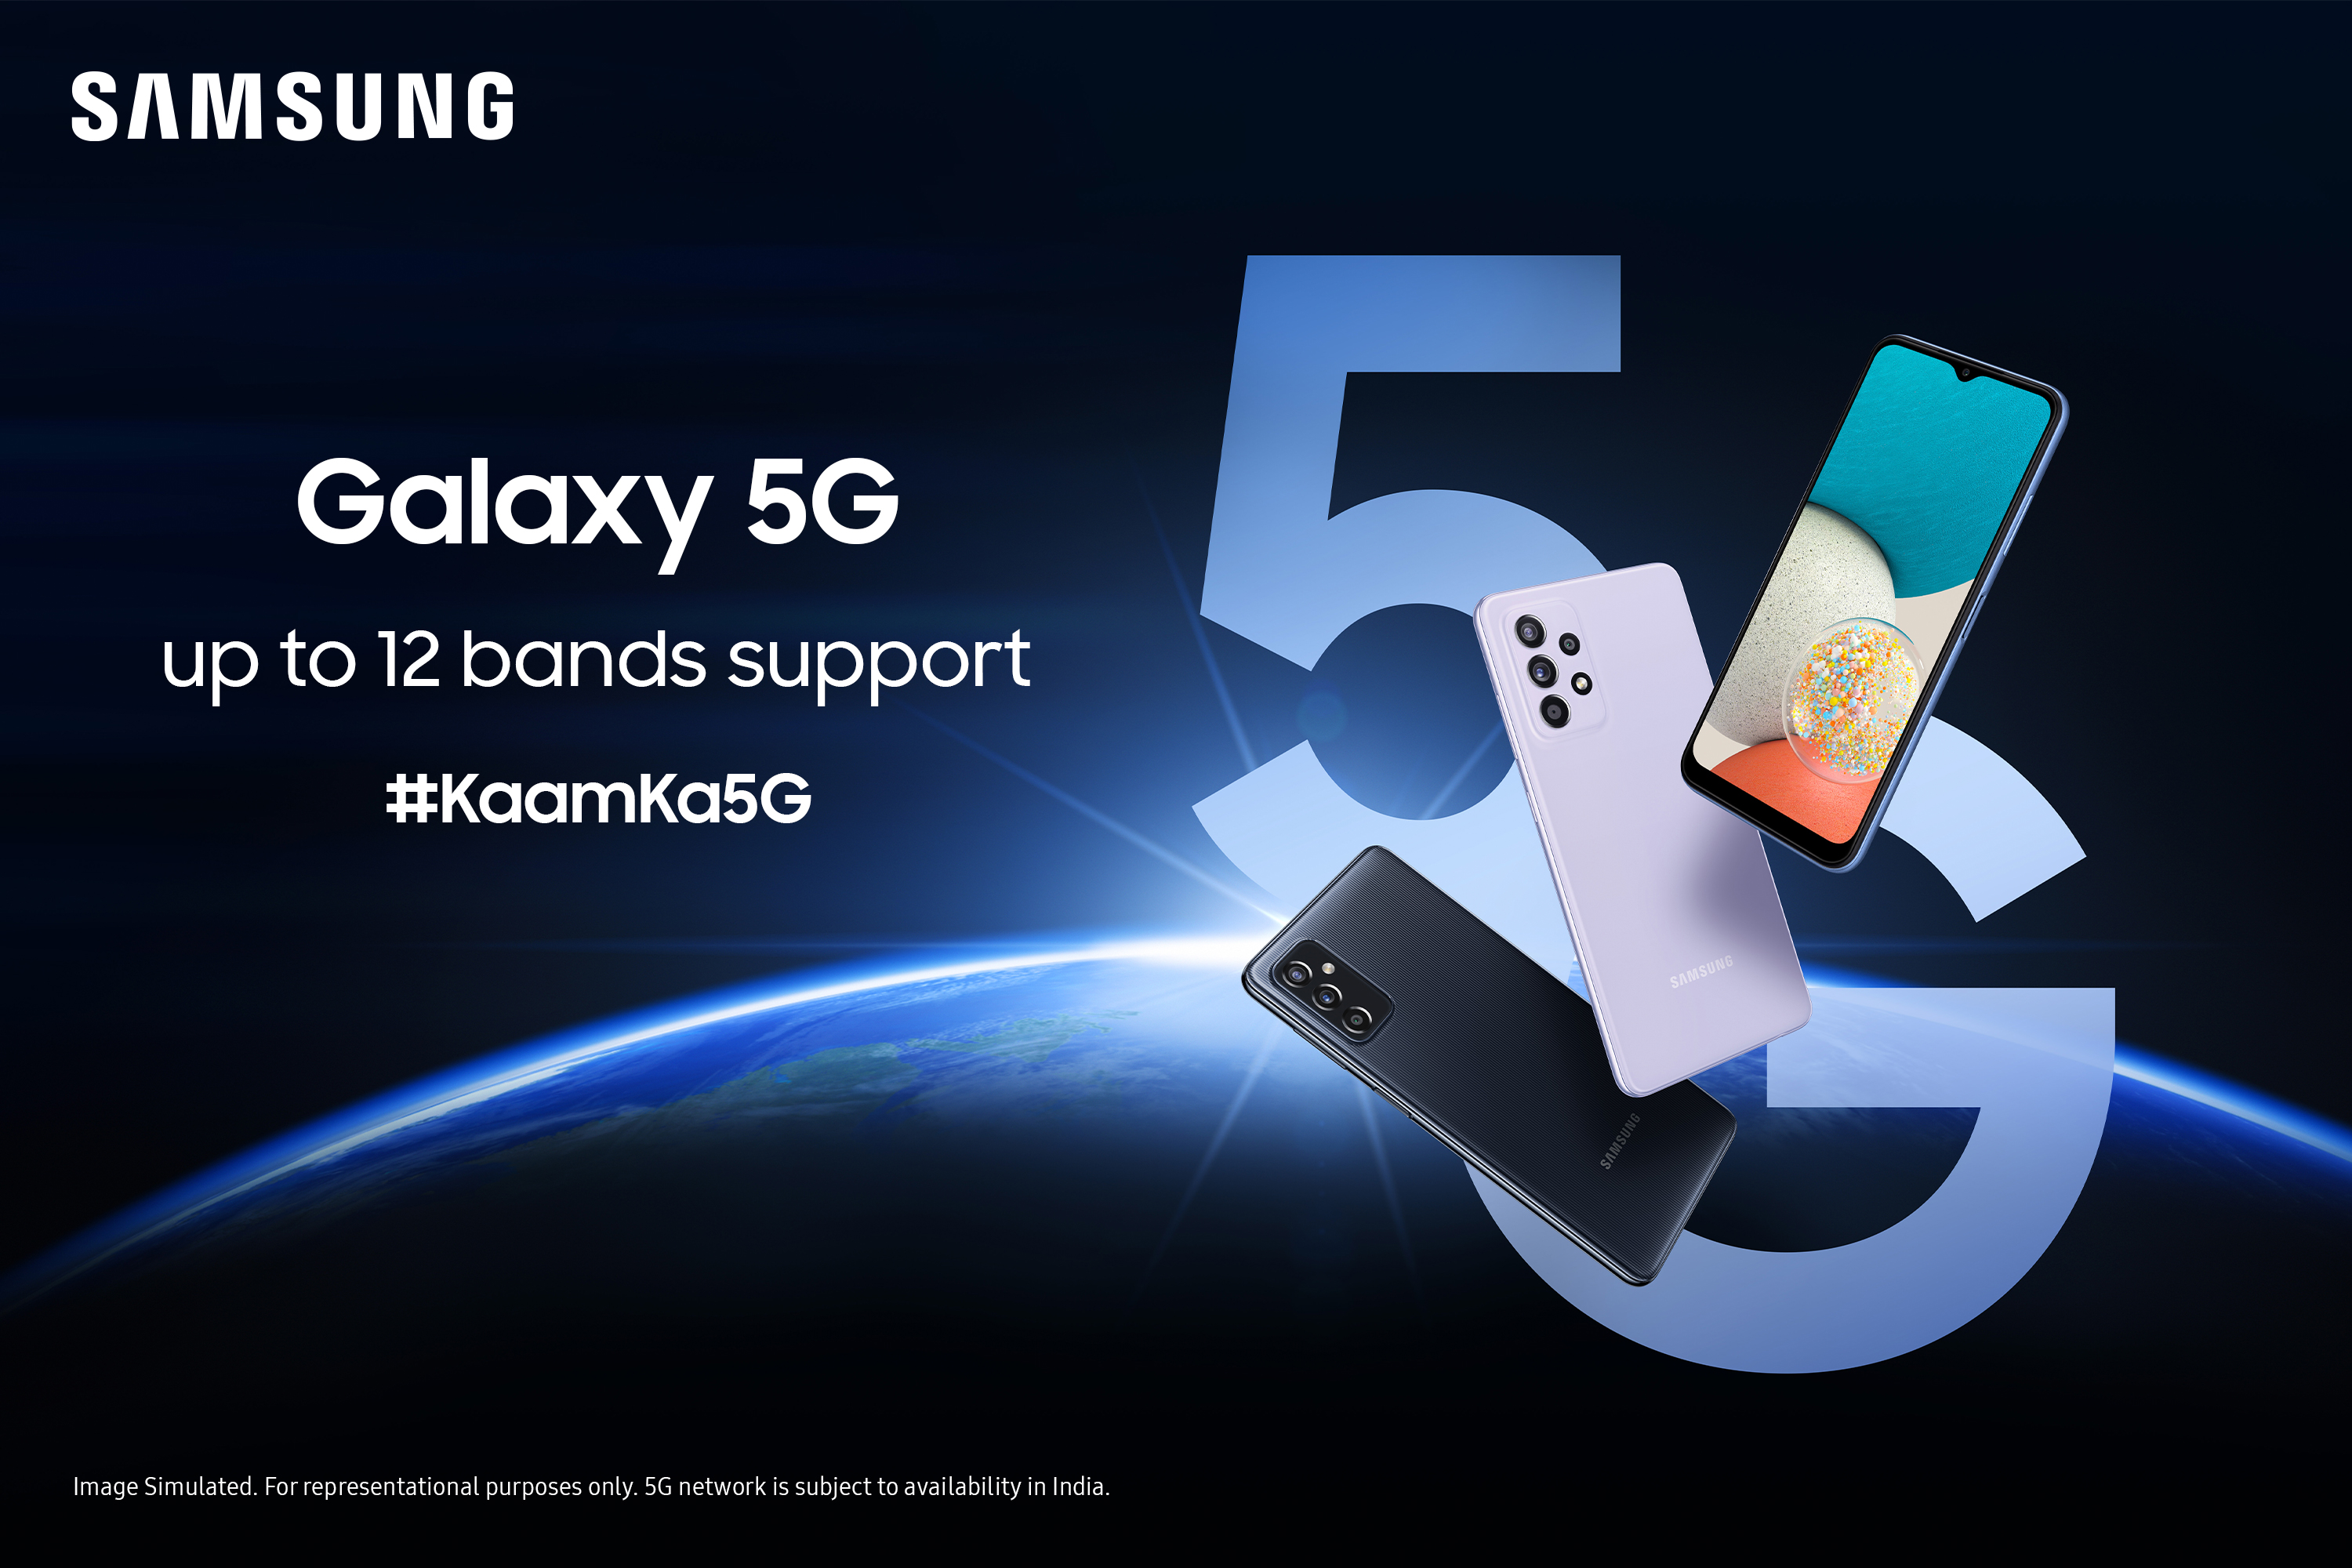 SAMSUNG
Galaxy 5G
up to 12 bands support
#KaamKa5G
5G
SAMSUNG
SAMSUNG
Image Simulated. For representational purposes only. 5G network is subject to availability in India.